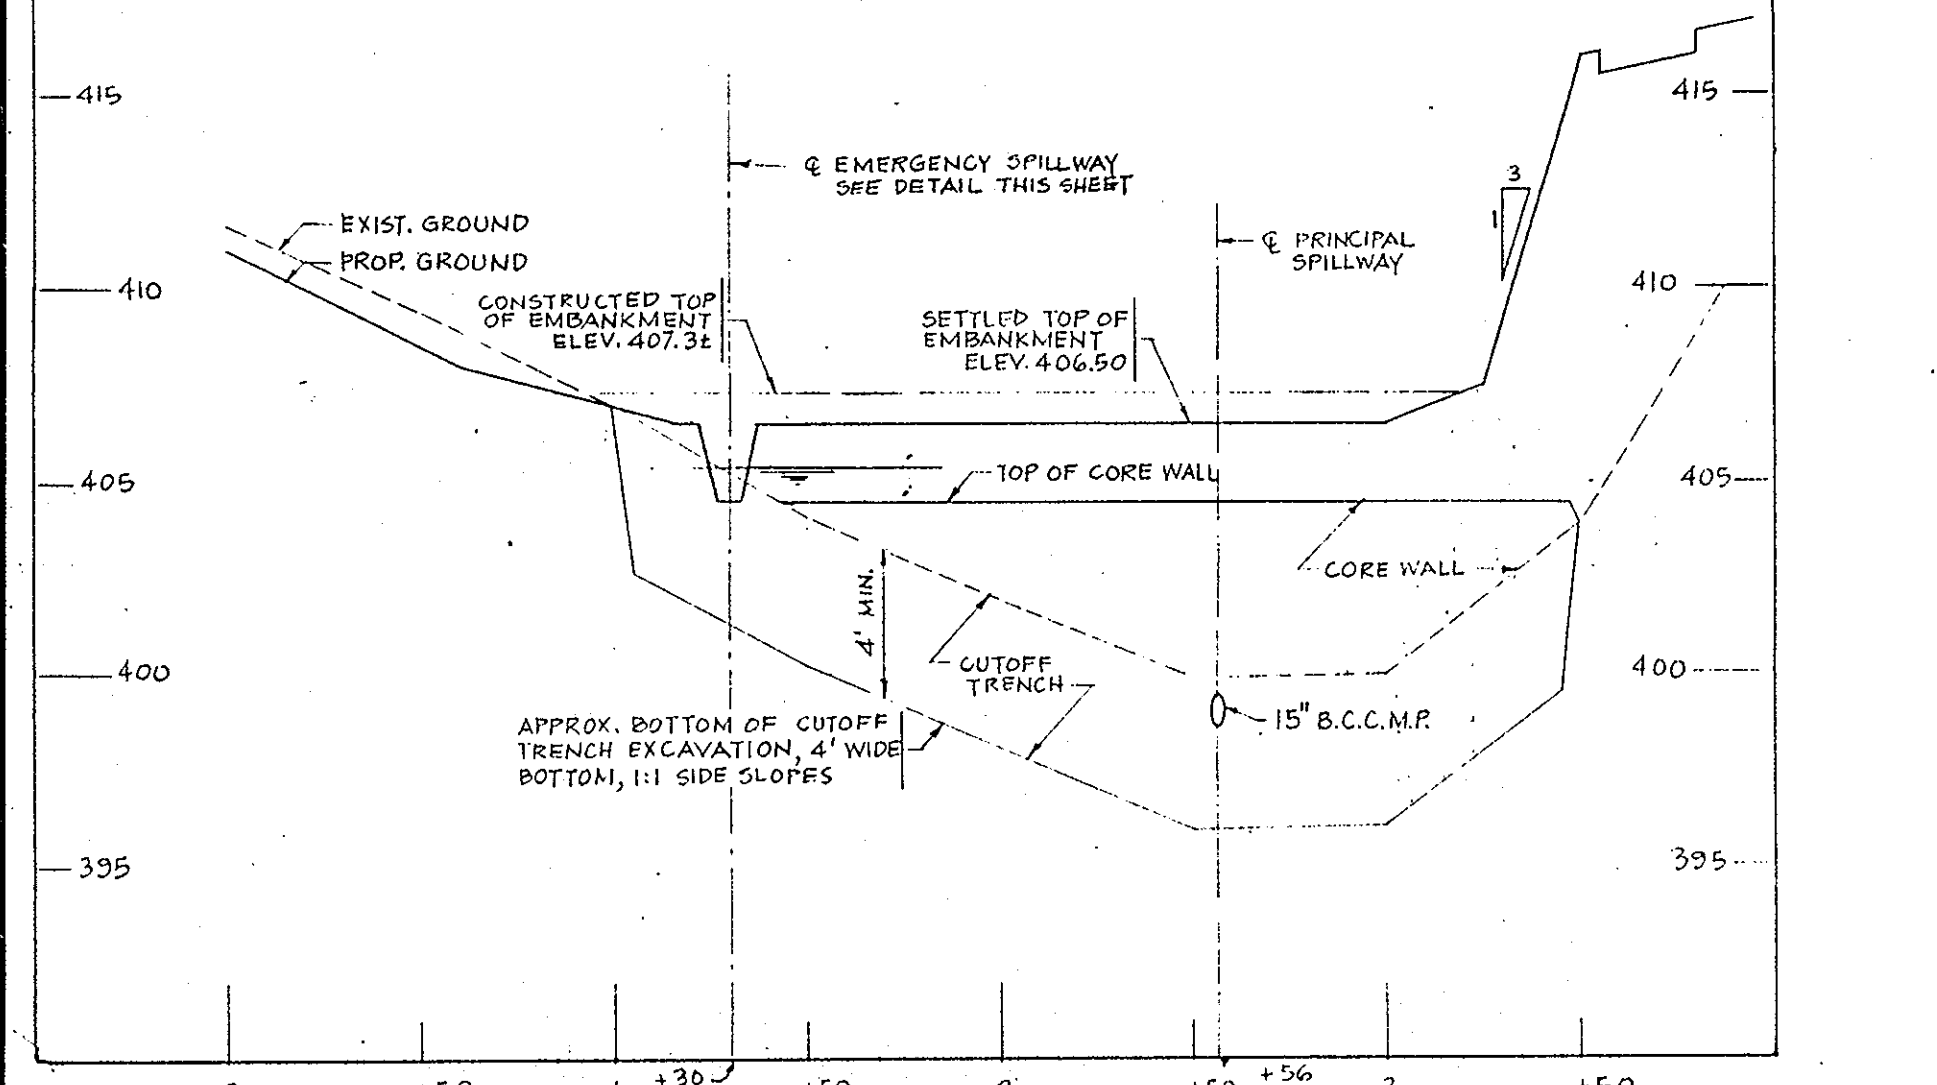 415
415
℄ EMERGENCY SPILLWAY
SEE DETAIL THIS SHEET
3
1
EXIST. GROUND
PROP. GROUND
℄ PRINCIPAL
SPILLWAY
410
410
CONSTRUCTED TOP
OF EMBANKMENT
ELEV. 407.3±
SETTLED TOP OF
EMBANKMENT
ELEV. 406.50
405
TOP OF CORE WALL
405
4' MIN.
CORE WALL
400
CUTOFF
TRENCH
400
APPROX. BOTTOM OF CUTOFF
TRENCH EXCAVATION, 4' WIDE
BOTTOM, 1:1 SIDE SLOPES
15" B.C.C.M.P.
395
395
+30
+56